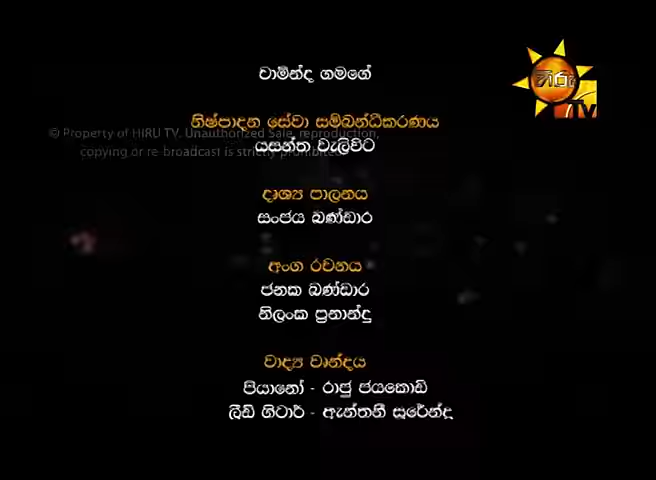 චාමින්ද ගමගේ
හිරු
TV
නිෂ්පාදන සේවා සම්බන්ධීකරණය
© Property of HIRU TV. Unauthorized Sale, reproduction,
යසන්ත වැලිවිට
copying or re-broadcast is strictly prohibited
දෘශ්‍ය පාලනය
සංජය බණ්ඩාර
අංග රචනය
ජනක බණ්ඩාර
නිලංක ප්‍රනාන්දු
වාද්‍ය වෘන්දය
පියානෝ - රාජු ජයකොඩි
ලීඩ් ගිටාර් - ඇන්තනී සුරේන්ද්‍ර